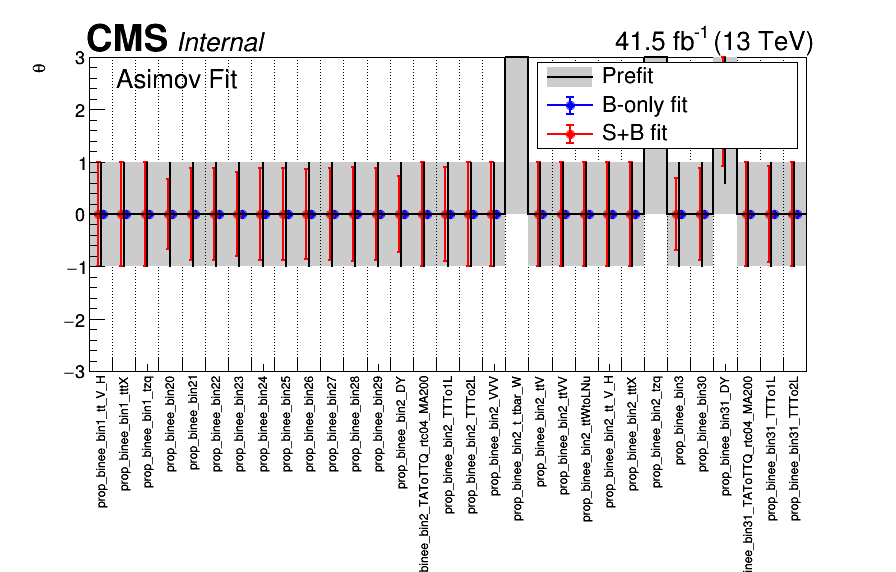 CMS Internal
41.5 fb-1 (13 TeV)
θ
Asimov Fit
Prefit
B-only fit
S+B fit
3
2
1
0
−1
−2
−3
prop_binee_bin1_tt_V_H
prop_binee_bin1_tttX
prop_binee_bin1_tzq
prop_binee_bin20
prop_binee_bin21
prop_binee_bin22
prop_binee_bin23
prop_binee_bin24
prop_binee_bin25
prop_binee_bin26
prop_binee_bin27
prop_binee_bin28
prop_binee_bin29
prop_binee_bin2_DY
binee_bin2_TAToTTQ_rtc04_MA200
prop_binee_bin2_TTTo1L
prop_binee_bin2_TTTo2L
prop_binee_bin2_VVV
prop_binee_bin2_t_tbar_W
prop_binee_bin2_ttV
prop_binee_bin2_ttVV
prop_binee_bin2_ttWtoLNu
prop_binee_bin2_tt_V_H
prop_binee_bin2_tttX
prop_binee_bin2_tzq
prop_binee_bin3
prop_binee_bin30
prop_binee_bin31_DY
inee_bin31_TAToTTQ_rtc04_MA200
prop_binee_bin31_TTTo1L
prop_binee_bin31_TTTo2L